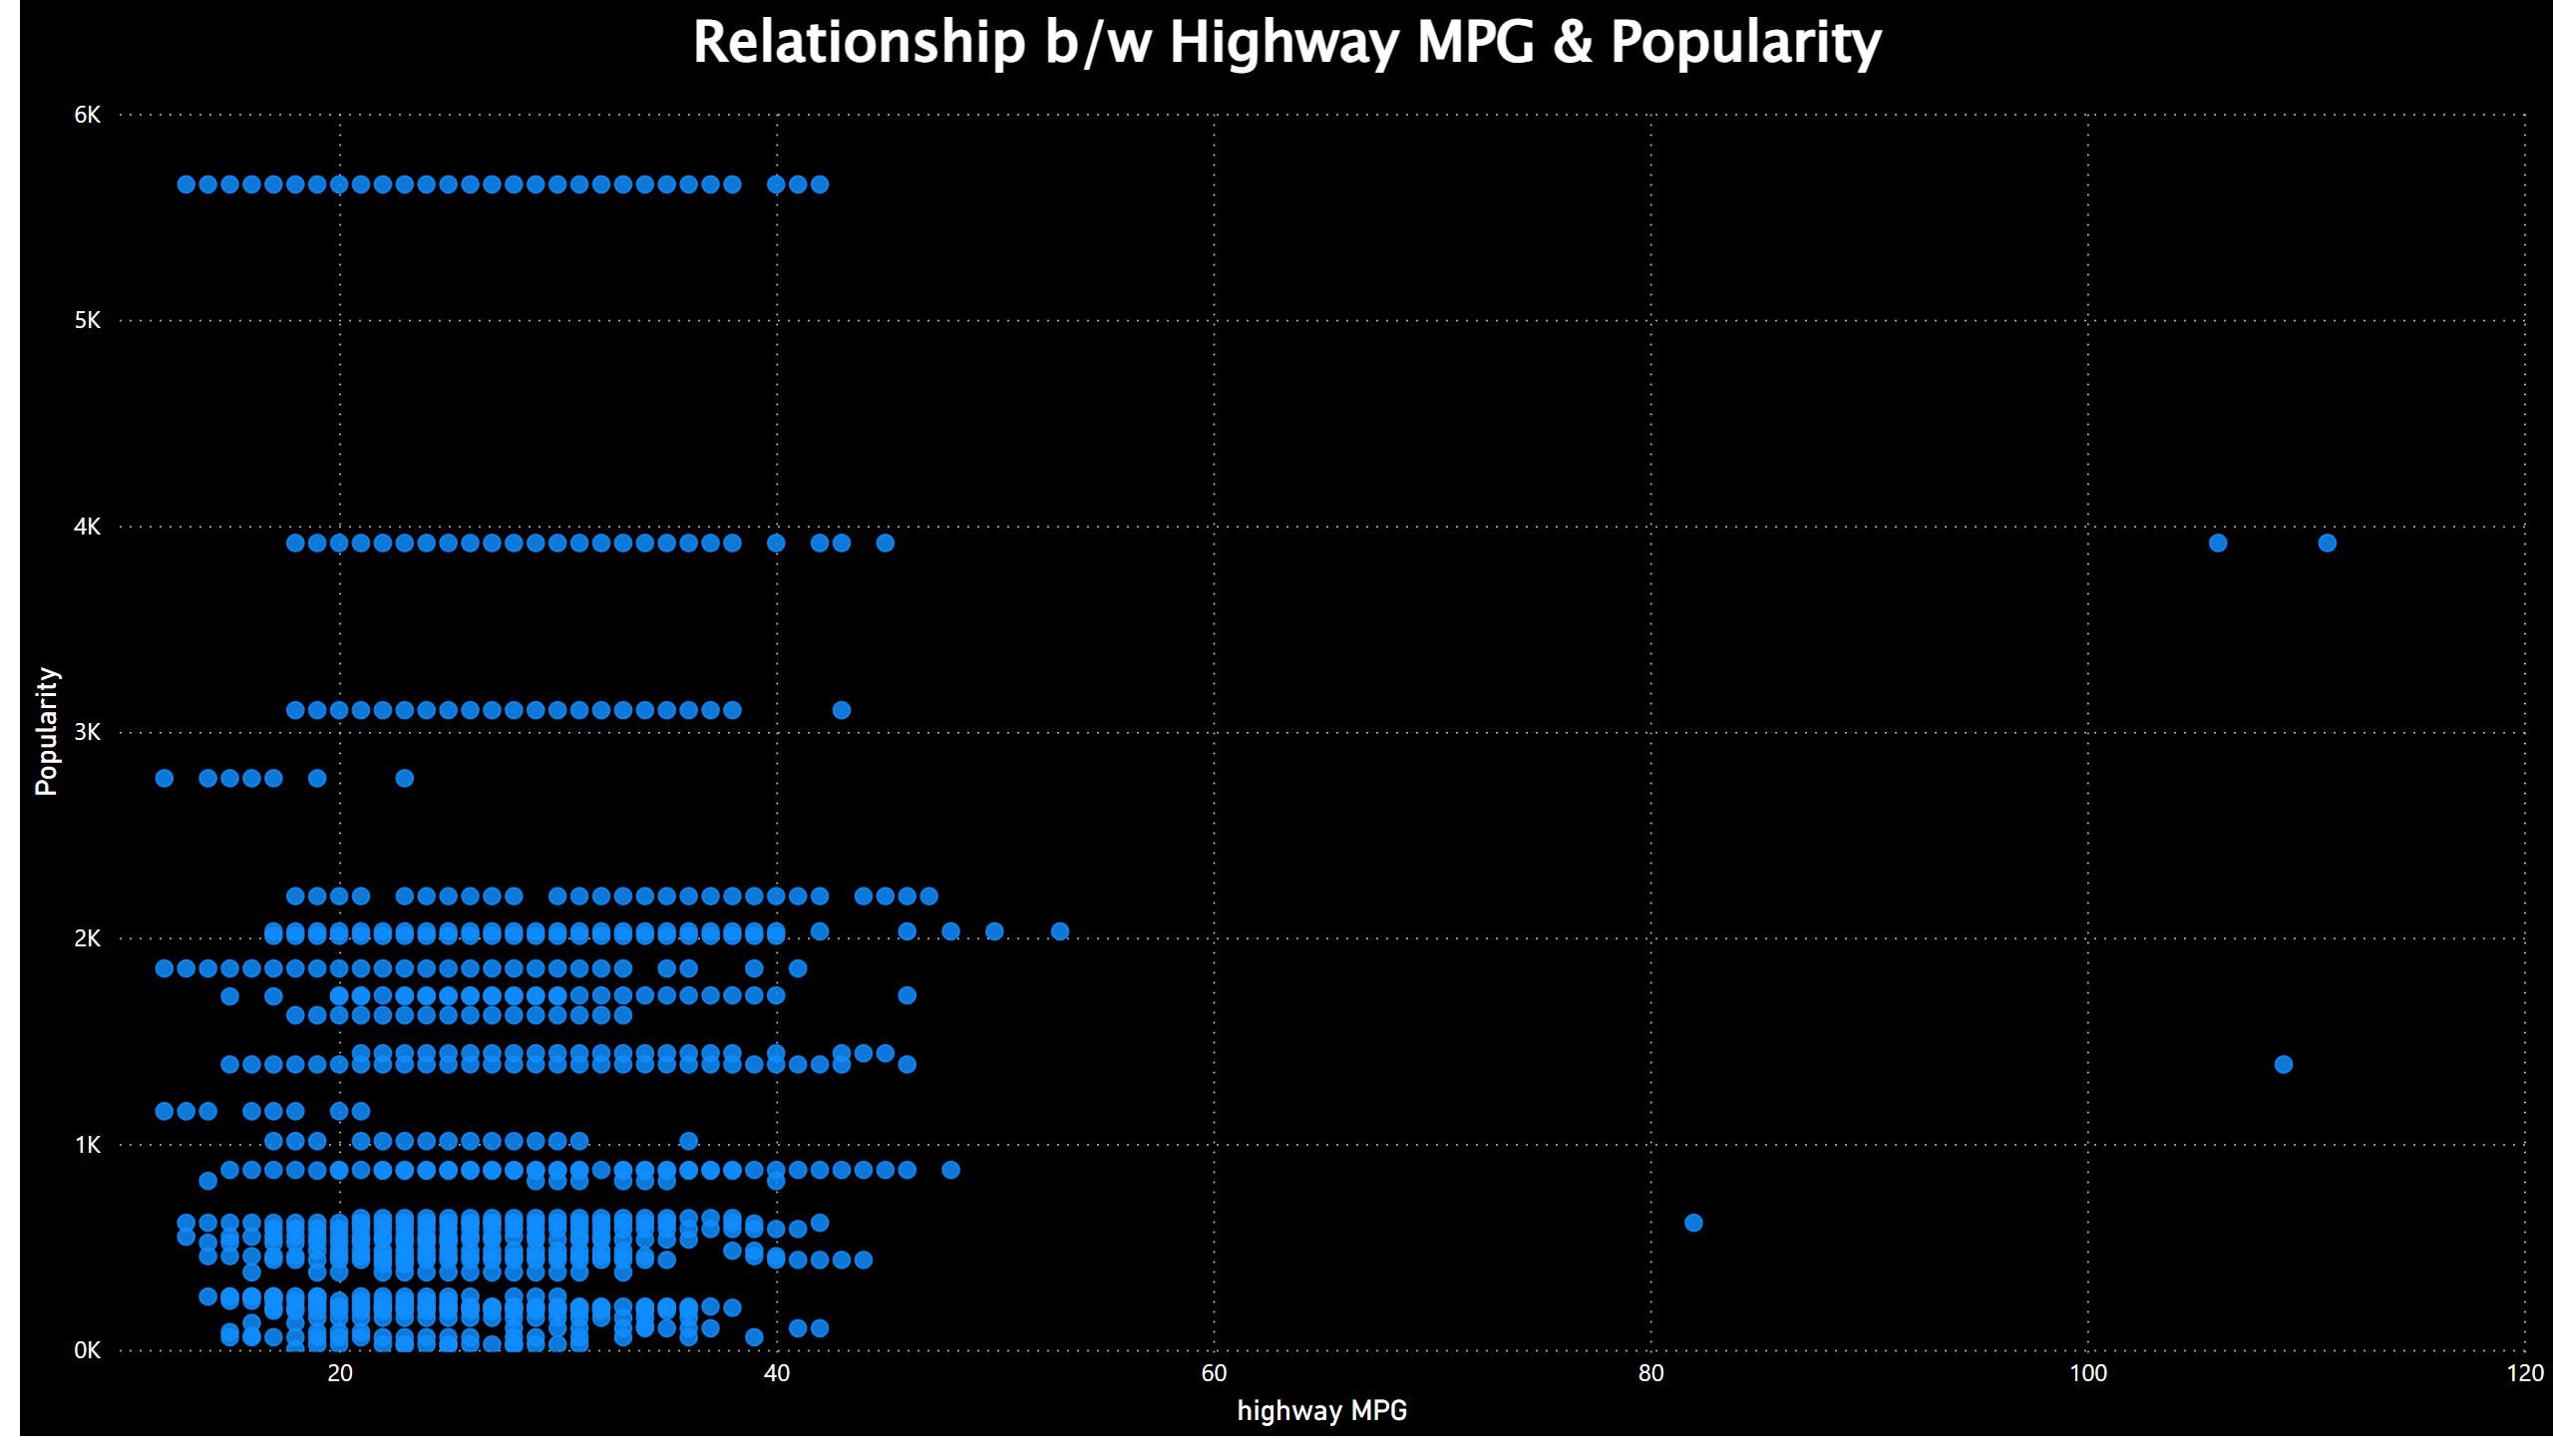 Relationship b/w Highway MPG & Popularity
6K
5K
4K
3K
2K
1K
0K
Popularity
20 40 60 80 100 120
highway MPG